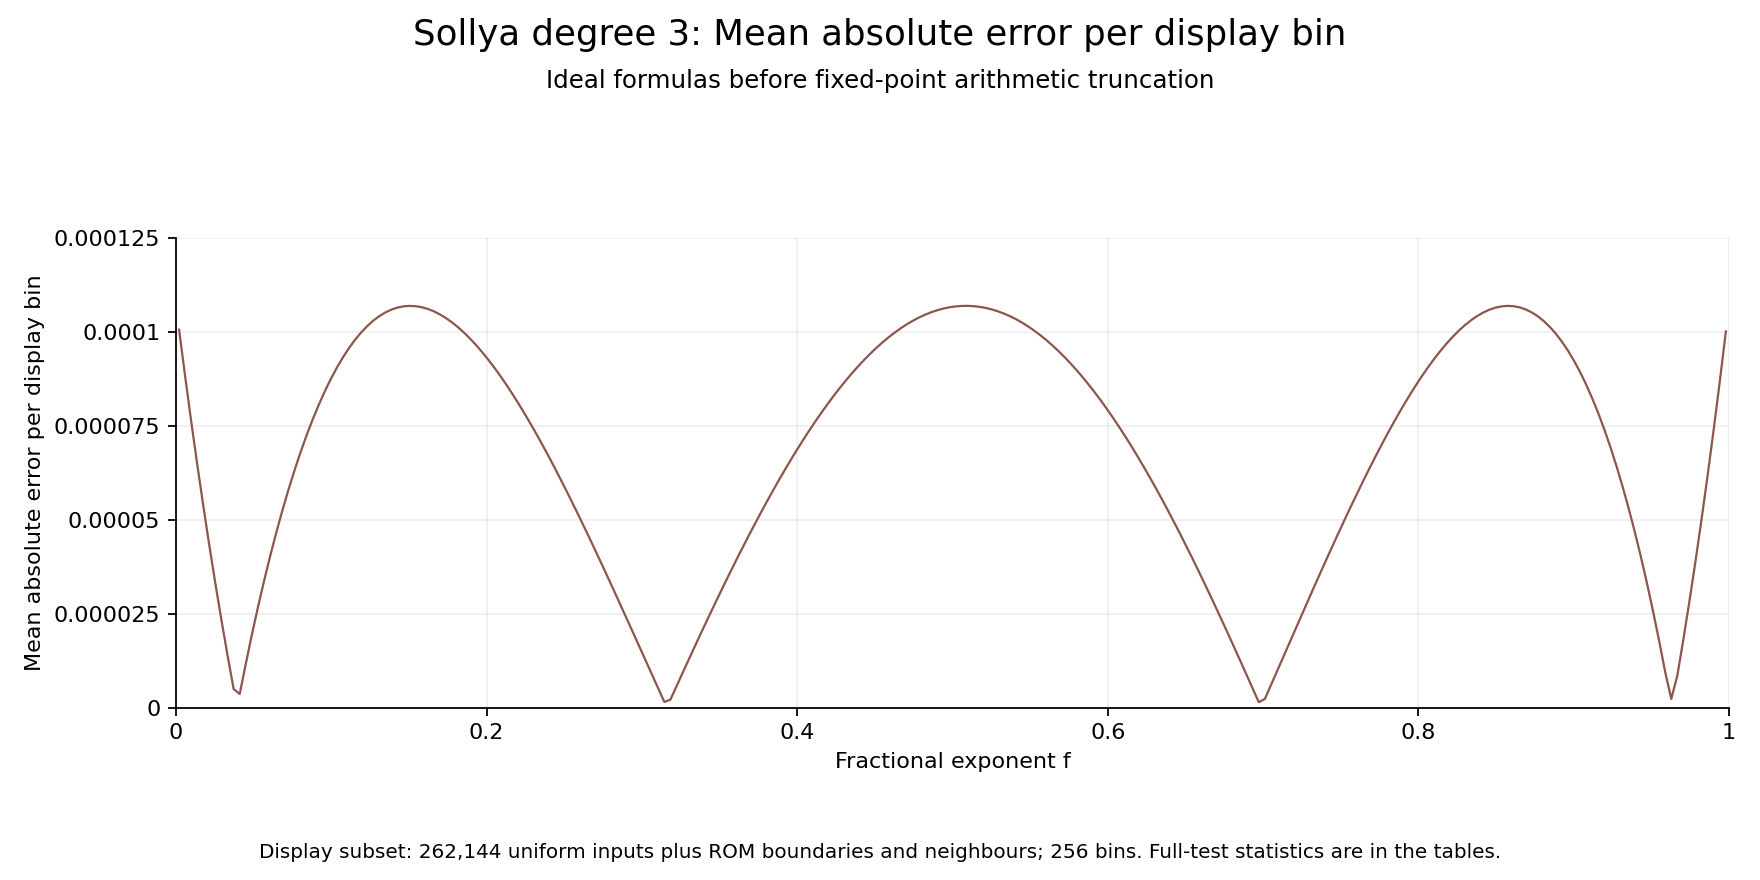 Sollya degree 3: Mean absolute error per display bin
Ideal formulas before fixed-point arithmetic truncation
Mean absolute error per display bin
0.000125
0.0001
0.000075
0.00005
0.000025
0
0 0.2 0.4 0.6 0.8 1
Fractional exponent f
Display subset: 262,144 uniform inputs plus ROM boundaries and neighbours; 256 bins. Full-test statistics are in the tables.